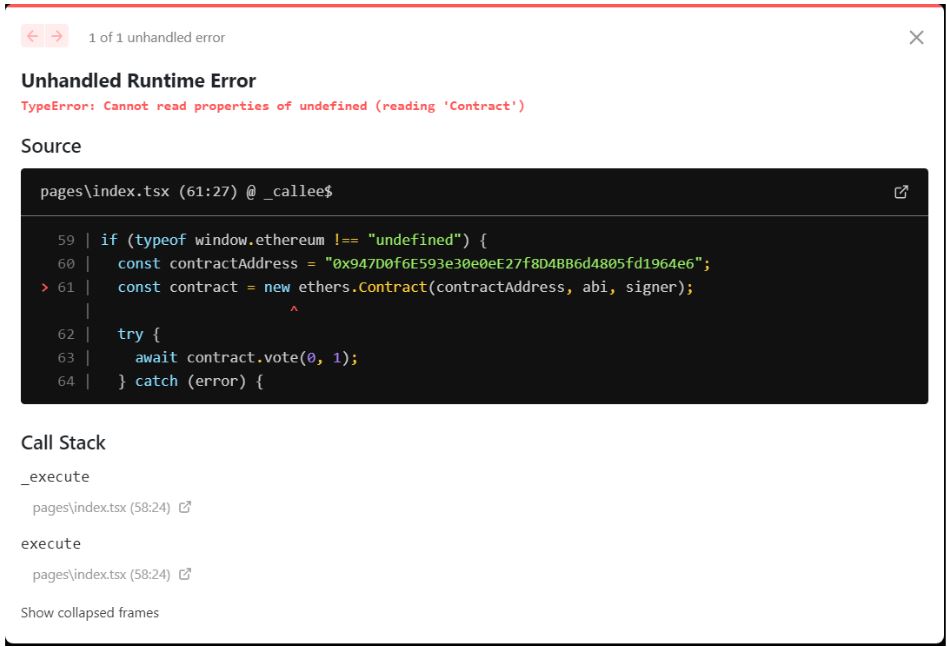 1 of 1 unhandled error
Unhandled Runtime Error
TypeError: Cannot read properties of undefined (reading 'Contract')
Source
pages\index.tsx (61:27) @ _callee$
59 | if (typeof window.ethereum !== "undefined") {
60 |   const contractAddress = "0x947D0f6E593e30e0eE27f8D4BB6d4805fd1964e6";
> 61 |   const contract = new ethers.Contract(contractAddress, abi, signer);
|                      ^
62 |   try {
63 |     await contract.vote(0, 1);
64 |   } catch (error) {
Call Stack
_execute
pages\index.tsx (58:24)
execute
pages\index.tsx (58:24)
Show collapsed frames